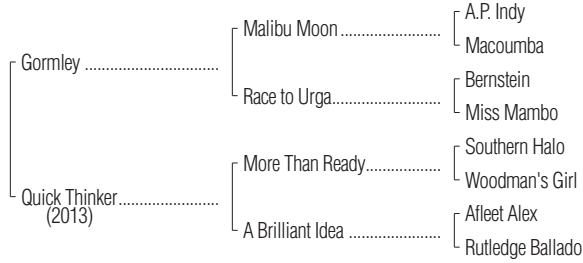 A.P. Indy
Malibu Moon ........................
Macoumba
Gormley ................................
Bernstein
Race to Urga..........................
Miss Mambo
Southern Halo
More Than Ready..................
Woodman's Girl
Quick Thinker........................
(2013)
Afleet Alex
A Brilliant Idea ......................
Rutledge Ballado